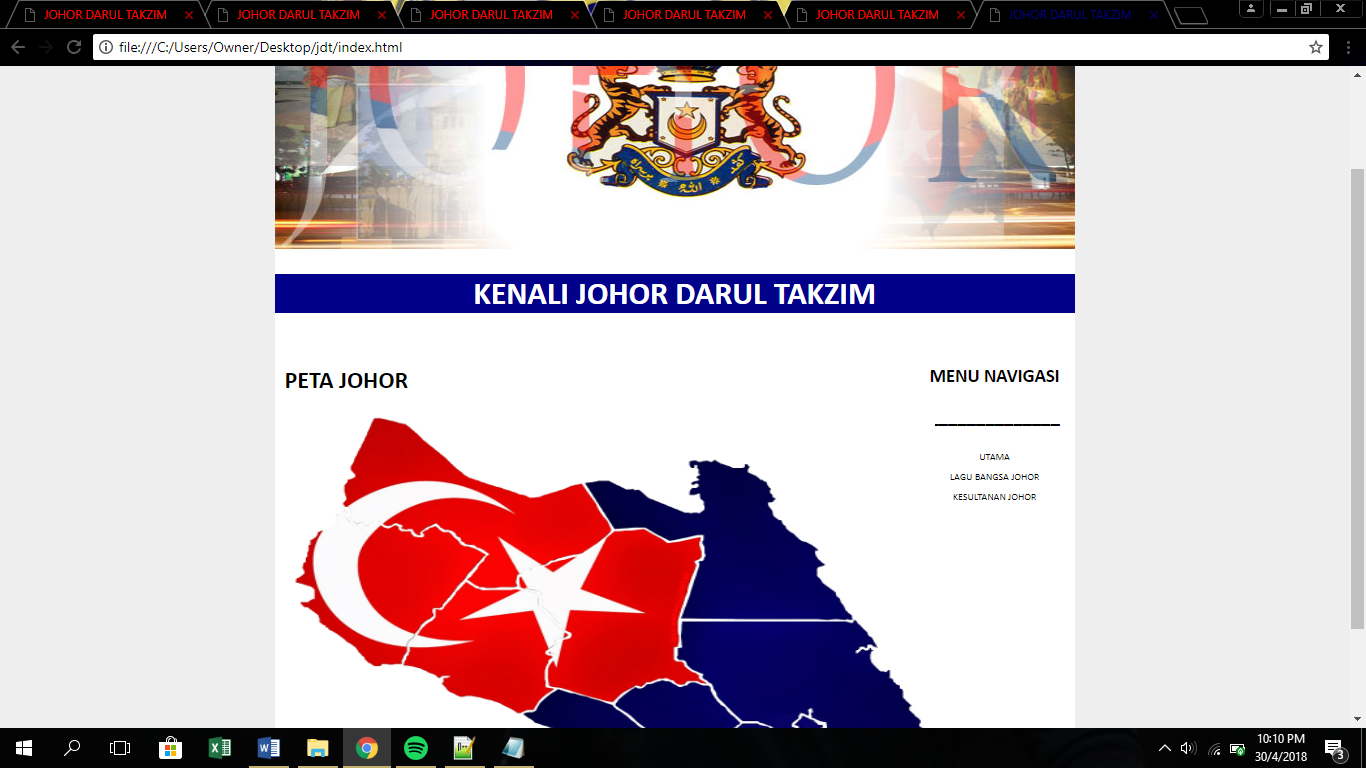 JOHOR DARUL TAKZIM JOHOR DARUL TAKZIM JOHOR DARUL TAKZIM JOHOR DARUL TAKZIM JOHOR DARUL TAKZIM JOHOR DARUL TAKZIM
file:///C:/Users/Owner/Desktop/jdt/index.html
JOHOR
KENALI JOHOR DARUL TAKZIM
PETA JOHOR
MENU NAVIGASI
UTAMA
LAGU BANGSA JOHOR
KESULTANAN JOHOR
10:10 PM
30/4/2018
3